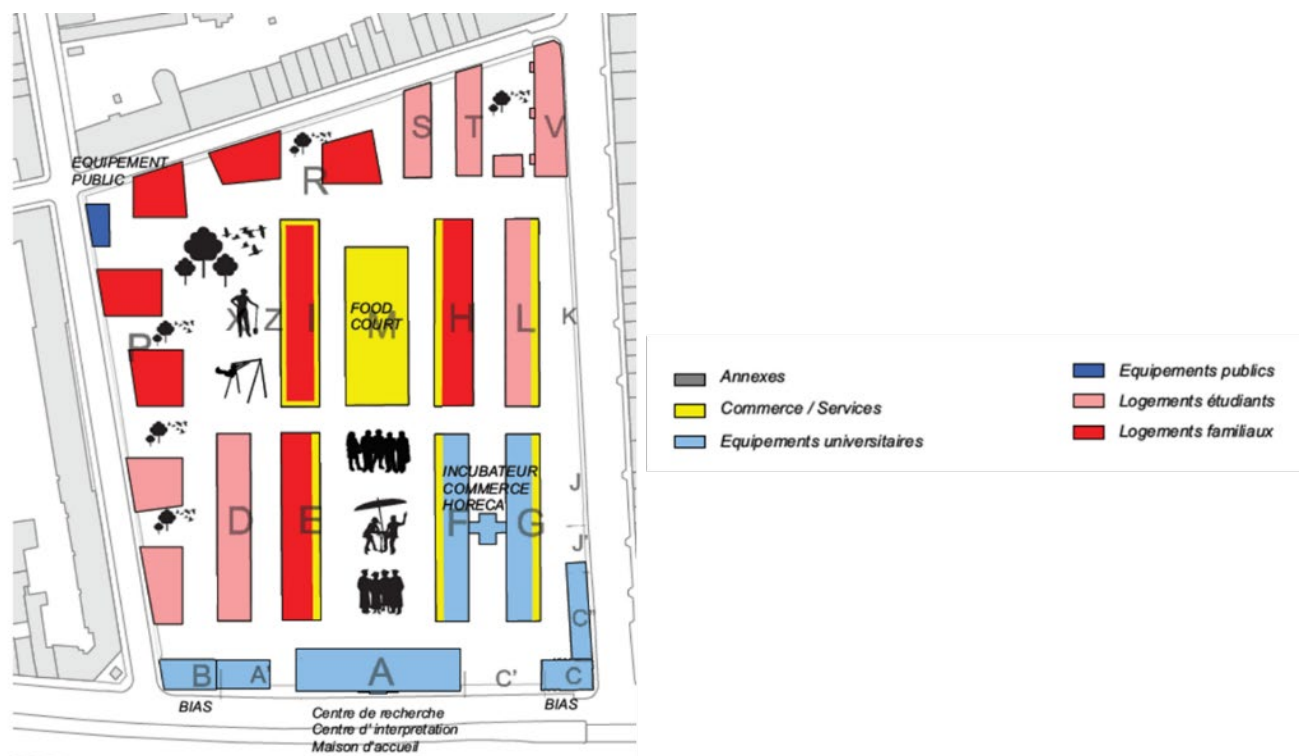 S
T
V
EQUIPEMENT
PUBLIC
R
FOOD
COURT
X
Z
I
M
H
L
K
P
INCUBATEUR
COMMERCE
HORECA
J
D
E
F
G
J'
C"
B
A'
A
C'
C
BIAS
BIAS
Centre de recherche
Centre d'interpretation
Maison d'accueil
Annexes
Commerce / Services
Equipements universitaires
Equipements publics
Logements étudiants
Logements familiaux